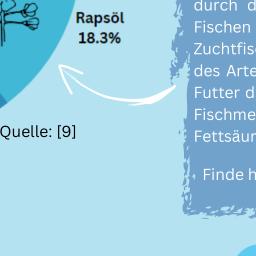 Rapsöl
18.3%
Quelle: [9]
durch d
Fischen
Zuchtfis
des Arte
Futter d
Fischme
Fettsäur
Finde h